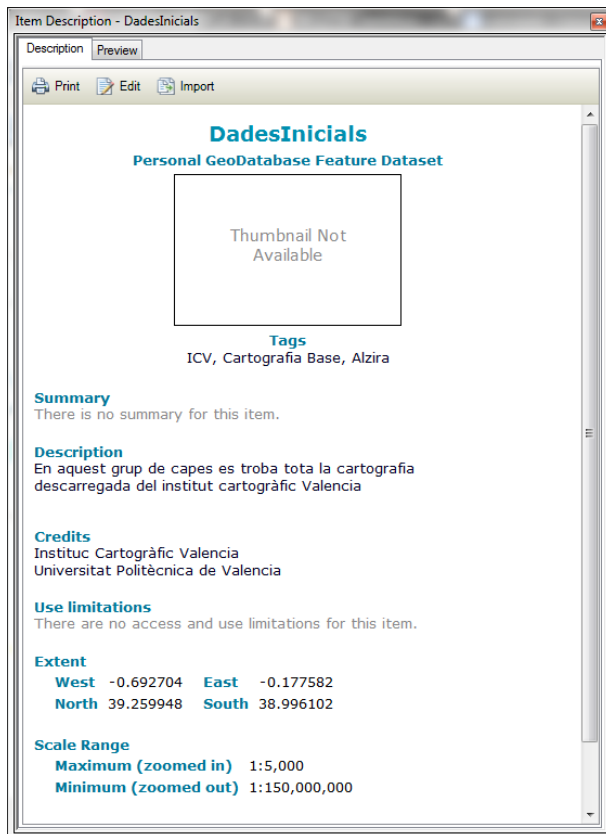 Item Description - DadesInicials
Description Preview
Print Edit Import
DadesInicials
Personal GeoDatabase Feature Dataset
Thumbnail Not
Available
Tags
ICV, Cartografia Base, Alzira
Summary
There is no summary for this item.
Description
En aquest grup de capes es troba tota la cartografia
descarregada del institut cartogràfic Valencia
Credits
Instituc Cartogràfic Valencia
Universitat Politècnica de Valencia
Use limitations
There are no access and use limitations for this item.
Extent
West -0.692704 East -0.177582
North 39.259948 South 38.996102
Scale Range
Maximum (zoomed in) 1:5,000
Minimum (zoomed out) 1:150,000,000